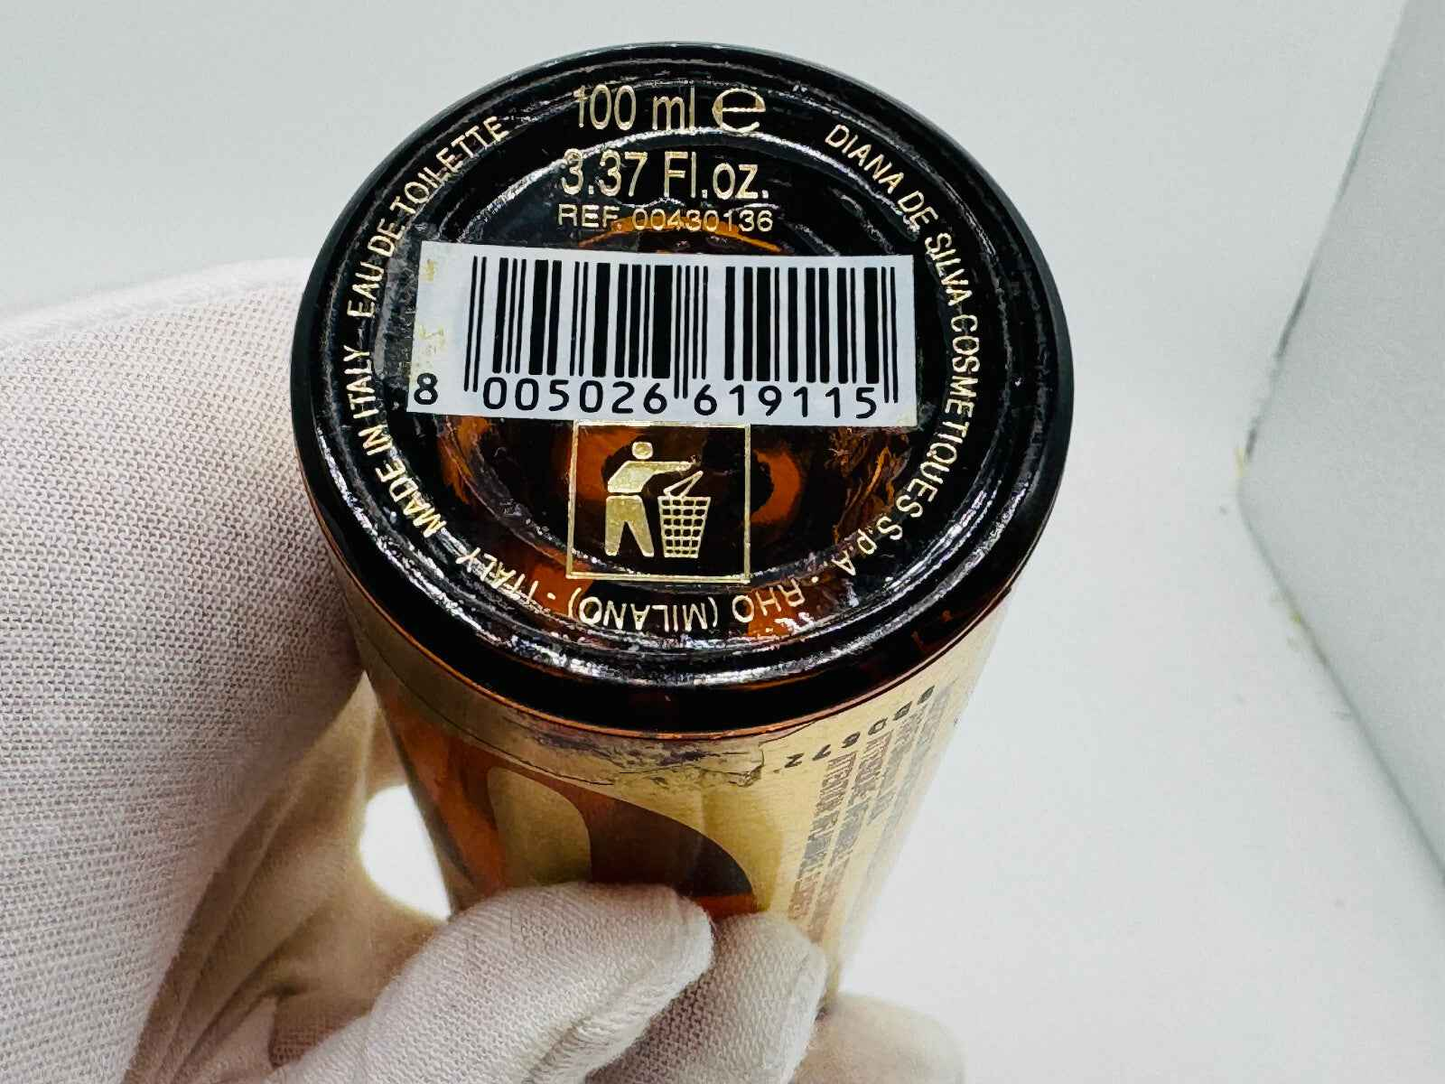 100 ml e
3.37 Fl.oz.
REF. 00430136
8 005026 619115
MADE IN ITALY EAU DE TOILETTE
DIANA DE SILVA COSMETIQUES S.p.A - RHO (MILANO) - ITALY